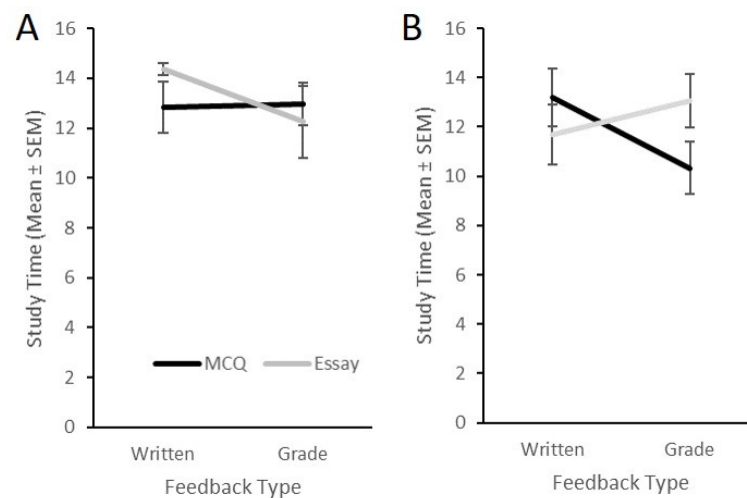 A
Study Time (Mean ± SEM)
16
14
12
10
8
6
4
2
0
MCQ
Essay
Written
Grade
Feedback Type
B
Study Time (Mean ± SEM)
16
14
12
10
8
6
4
2
0
Written
Grade
Feedback Type